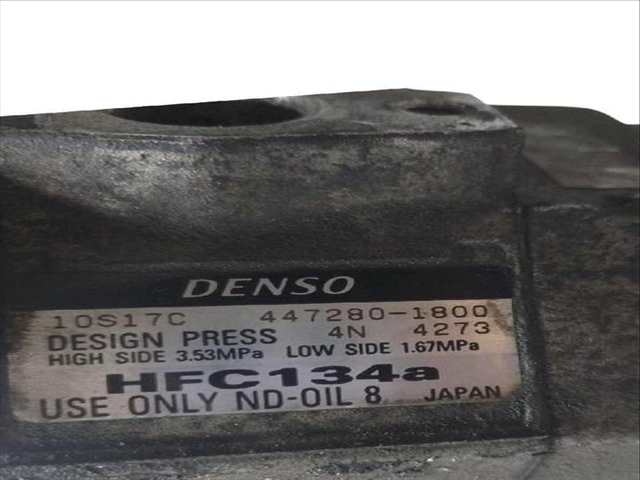 DENSO
10S17C 447280-1800
DESIGN PRESS 4N 4273
HIGH SIDE 3.53MPa LOW SIDE 1.67MPa
HFC134a
USE ONLY ND-OIL 8 JAPAN